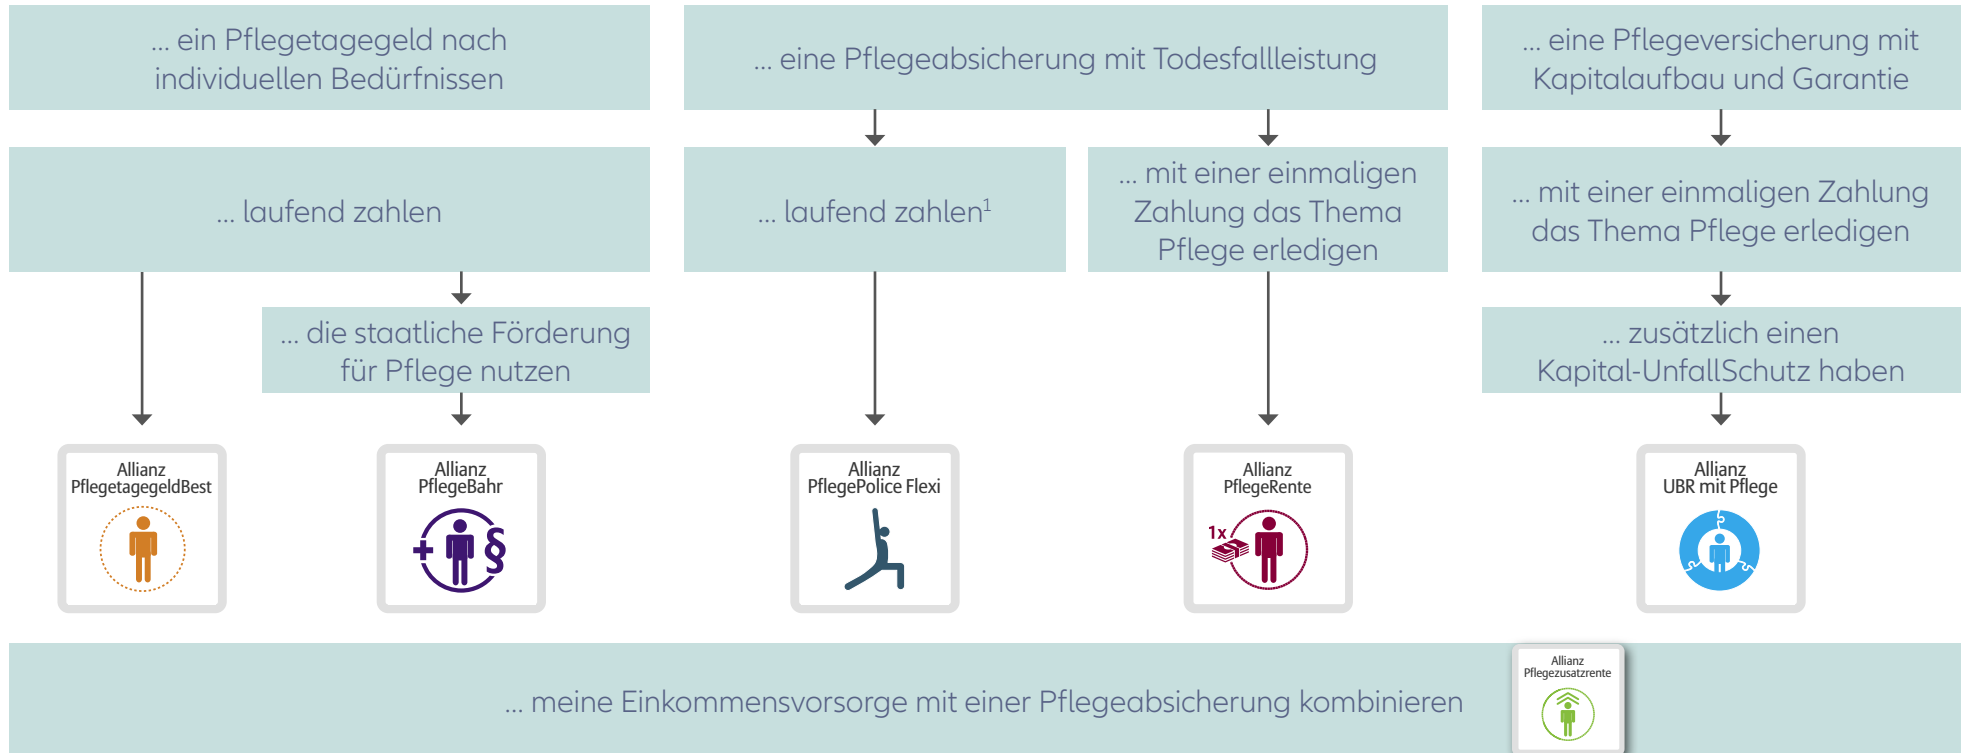 ... ein Pflegetagegeld nach
individuellen Bedürfnissen
... eine Pflegeabsicherung mit Todesfallleistung
... eine Pflegeversicherung mit
Kapitalaufbau und Garantie
... laufend zahlen
... laufend zahlen¹
... mit einer einmaligen
Zahlung das Thema
Pflege erledigen
... mit einer einmaligen Zahlung
das Thema Pflege erledigen
... die staatliche Förderung
für Pflege nutzen
... zusätzlich einen
Kapital-UnfallSchutz haben
Allianz
PflegetagegeldBest
Allianz
PflegeBahr
+ §
Allianz
PflegePolice Flexi
Allianz
PflegeRente
1x
Allianz
UBR mit Pflege
... meine Einkommensvorsorge mit einer Pflegeabsicherung kombinieren
Allianz
Pflegezusatzrente